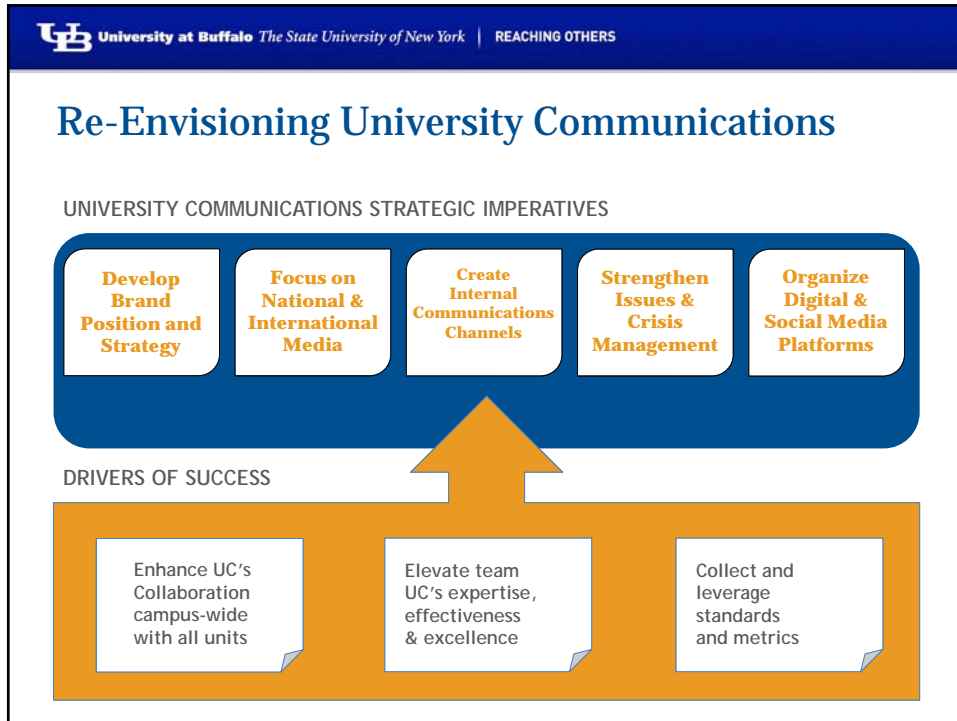 UB University at Buffalo The State University of New York | REACHING OTHERS
Re-Envisioning University Communications
UNIVERSITY COMMUNICATIONS STRATEGIC IMPERATIVES
Develop
Brand
Position and
Strategy
Focus on
National &
International
Media
Create
Internal
Communications
Channels
Strengthen
Issues &
Crisis
Management
Organize
Digital &
Social Media
Platforms
DRIVERS OF SUCCESS
Enhance UC's
Collaboration
campus-wide
with all units
Elevate team
UC's expertise,
effectiveness
& excellence
Collect and
leverage
standards
and metrics